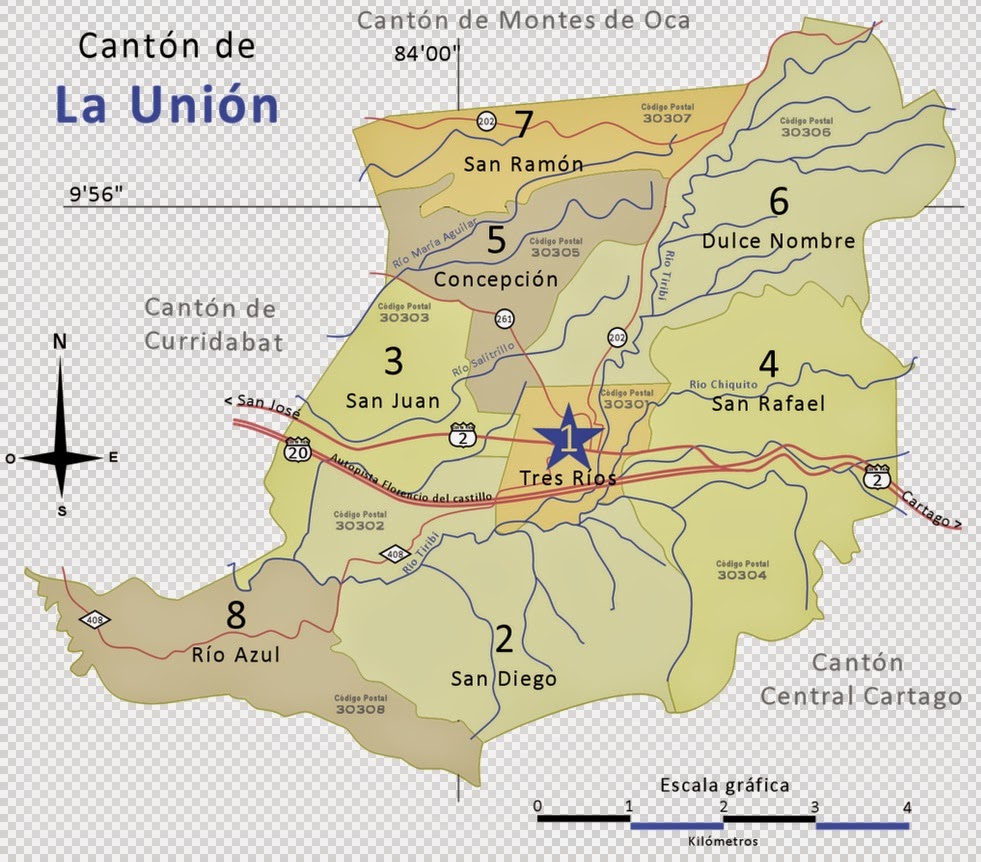 Cantón de Montes de Oca
Cantón de
La Unión
84'00"
202
7
Código Postal
30307
San Ramón
Código Postal
30306
9'56"
6
Dulce Nombre
Río María Aguilar
5
Código Postal
30305
Concepción
Río Tiribí
Cantón de
Curridabat
Código Postal
30303
261
202
N
O
E
S
3
San Juan
Río Salitrillo
4
Rio Chiquito
San Rafael
Código Postal
30301
< San José
2
20
1
Tres Ríos
Autopista Florencio del castillo
2
Cartago >
Código Postal
30302
408
Río Tiribí
Código Postal
30304
408
8
Río Azul
2
San Diego
Código Postal
30308
Cantón
Central Cartago
Escala gráfica
0 1 2 3 4
Kilómetros